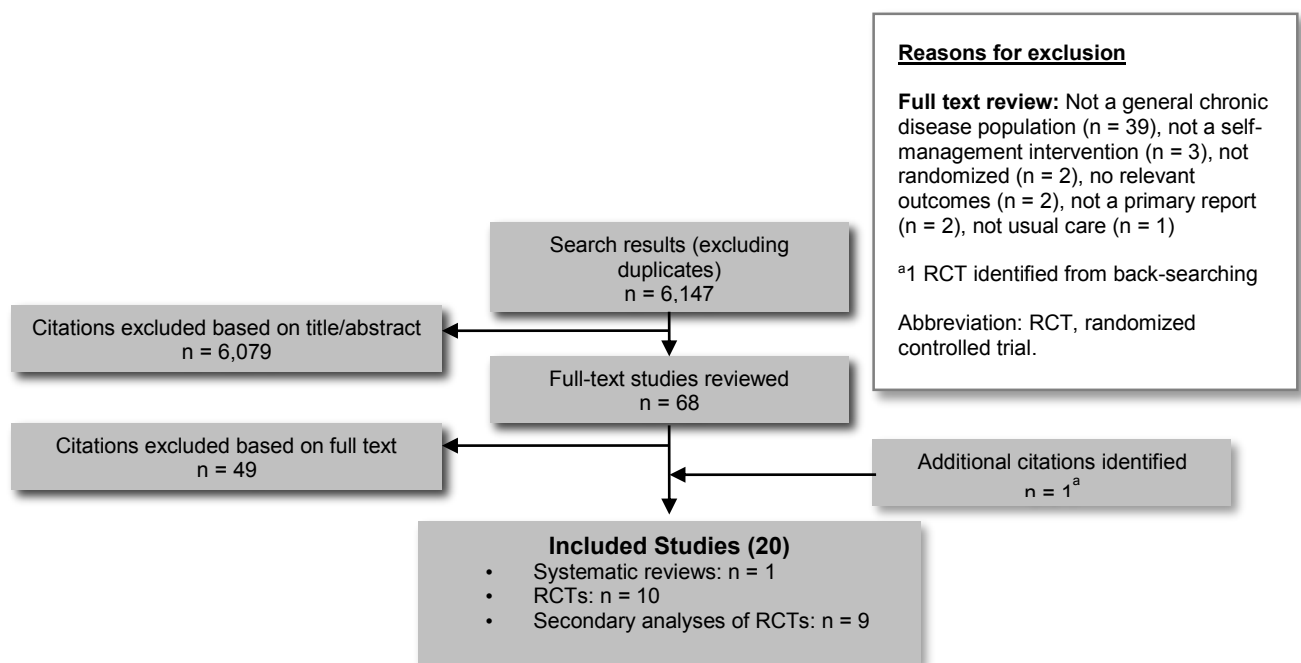 Reasons for exclusion
Full text review: Not a general chronic
disease population (n = 39), not a self-
management intervention (n = 3), not
randomized (n = 2), no relevant
outcomes (n = 2), not a primary report
(n = 2), not usual care (n = 1)
a1 RCT identified from back-searching
Abbreviation: RCT, randomized
controlled trial.
Search results (excluding
duplicates)
n = 6,147
Citations excluded based on title/abstract
n = 6,079
Full-text studies reviewed
n = 68
Citations excluded based on full text
n = 49
Additional citations identified
n = 1a
Included Studies (20)
• Systematic reviews: n = 1
• RCTs: n = 10
• Secondary analyses of RCTs: n = 9